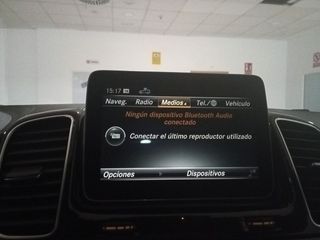 15:17
Naveg. Radio Medios Tel./ Vehículo
Ningún dispositivo Bluetooth Audio
conectado
Conectar el último reproductor utilizado
Opciones Dispositivos